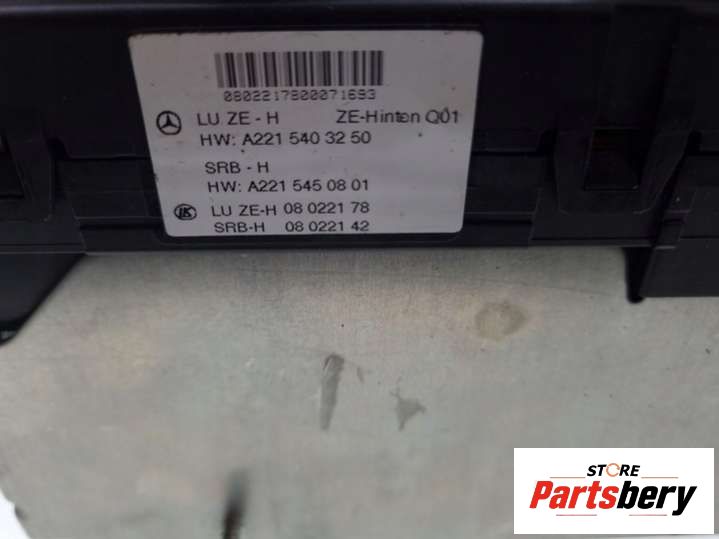 0802217800071693
LU ZE - H ZE-Hinten Q01
HW: A221 540 32 50
SRB - H
HW: A221 545 08 01
LK LU ZE-H 08 0221 78
SRB-H 08 0221 42
STORE
Partsbery